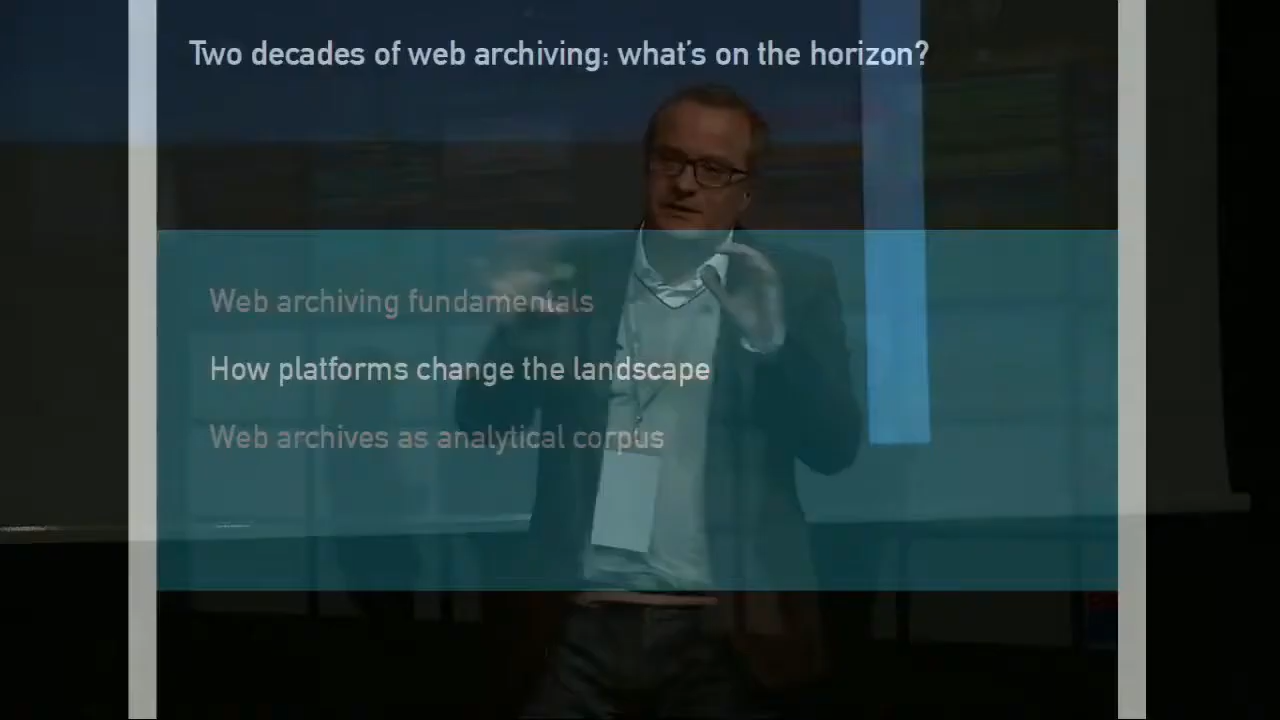 Two decades of web archiving: what's on the horizon?
Web archiving fundamentals
How platforms change the landscape
Web archives as analytical corpus